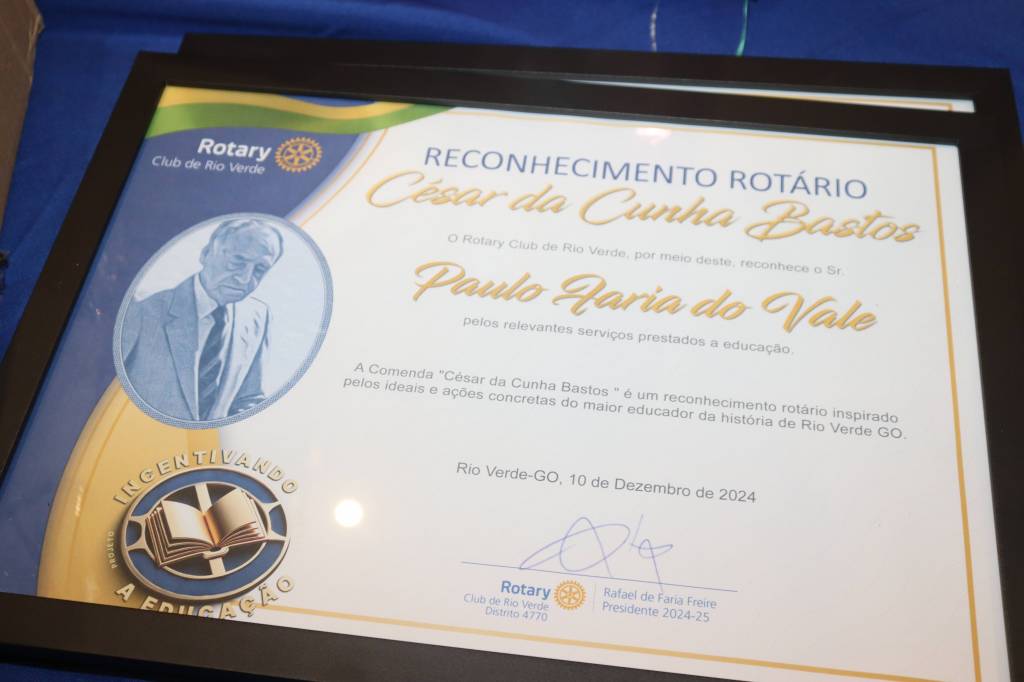 Rotary
Club de Rio Verde
RECONHECIMENTO ROTÁRIO
César da Cunha Bastos
O Rotary Club de Rio Verde, por meio deste, reconhece o Sr.
Paulo Faria do Vale
pelos relevantes serviços prestados a educação.
A Comenda "César da Cunha Bastos " é um reconhecimento rotário inspirado
pelos ideais e ações concretas do maior educador da história de Rio Verde GO.
Rio Verde-GO, 10 de Dezembro de 2024
PROJETO
INCENTIVANDO
A EDUCAÇÃO
Rotary
Club de Rio Verde
Distrito 4770
Rafael de Faria Freire
Presidente 2024-25